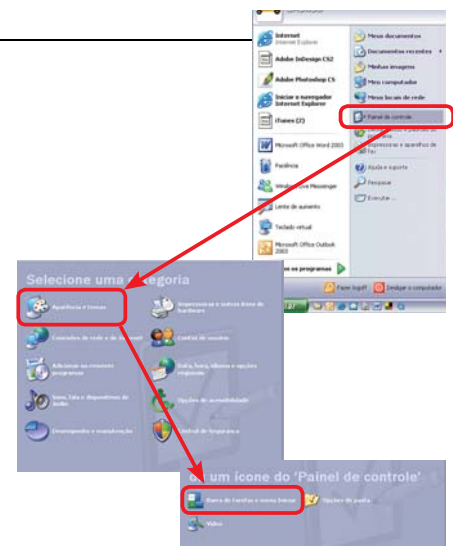 Internet
Internet Explorer
Adobe InDesign CS2
Adobe Photoshop CS
Iniciar o navegador
Internet Explorer
iTunes (2)
Microsoft Office Word 2003
Paciência
Windows Live Messenger
Lente de aumento
Teclado virtual
Microsoft Office Outlook
2003
os programas
Meus documentos
Documentos recentes
Minhas imagens
Meu computador
Meus locais de rede
Painel de controle
programas
Impressoras e aparelhos de
fax
Ajuda e suporte
Pesquisar
Executar ...
Fazer logoff
Desligar o computador
Selecione uma categoria
Aparência e temas
Impressoras e outros itens de
hardware
Conexões de rede e de Internet
Contas de usuário
Adicionar ou remover
programas
Data, hora, idioma e opções
regionais
Sons, fala e dispositivos de
áudio
Opções de acessibilidade
Desempenho e manutenção
Central de Segurança
ou um ícone do 'Painel de controle'
Barra de tarefas e menu Iniciar
Opções de pasta
Vídeo